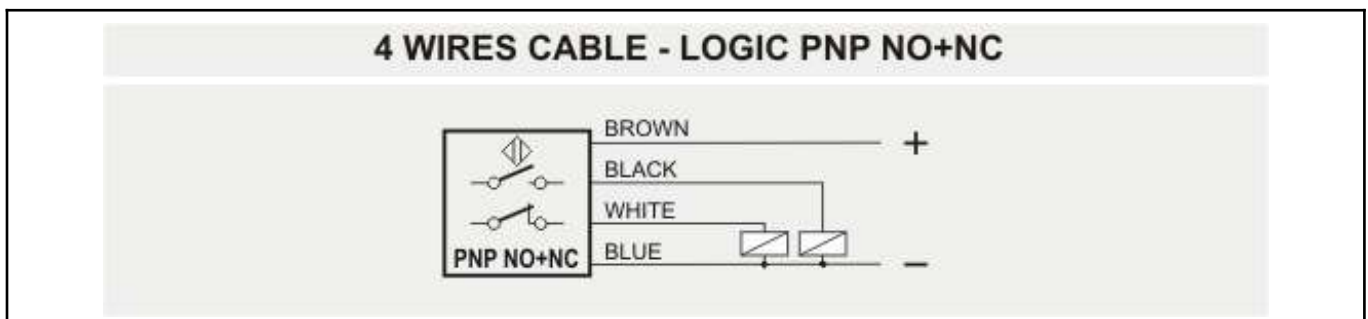 4 WIRES CABLE - LOGIC PNP NO+NC
BROWN
+
BLACK
WHITE
BLUE
−
PNP NO+NC